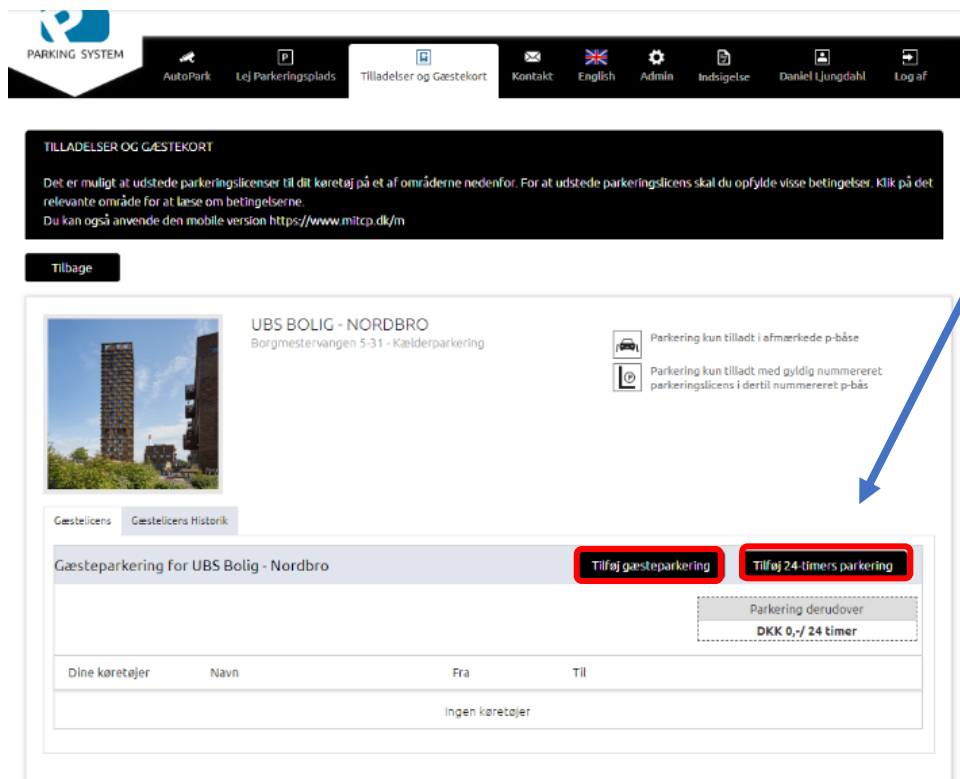 PARKING SYSTEM
AutoPark
Lej Parkeringsplads
Tilladelser og Gæstekort
Kontakt
English
Admin
Indsigelse
Daniel Ljungdahl
Log af
TILLADELSER OG GÆSTEKORT
Det er muligt at udstede parkeringslicenser til dit køretøj på et af områderne nedenfor. For at udstede parkeringslicens skal du opfylde visse betingelser. Klik på det
relevante område for at læse om betingelserne.
Du kan også anvende den mobile version https://www.mitcp.dk/m
Tilbage
UBS BOLIG - NORDBRO
Borgmestervangen 5-31 - Kælderparkering
Parkering kun tilladt i afmærkede p-båse
Parkering kun tilladt med gyldig nummereret
parkeringslicens i dertil nummereret p-bås
Gæstelicens
Gæstelicens Historik
Gæsteparkering for UBS Bolig - Nordbro
Tilføj gæsteparkering
Tilføj 24-timers parkering
Parkering derudover
DKK 0,-/ 24 timer
Dine køretøjer
Navn
Fra
Til
Ingen køretøjer